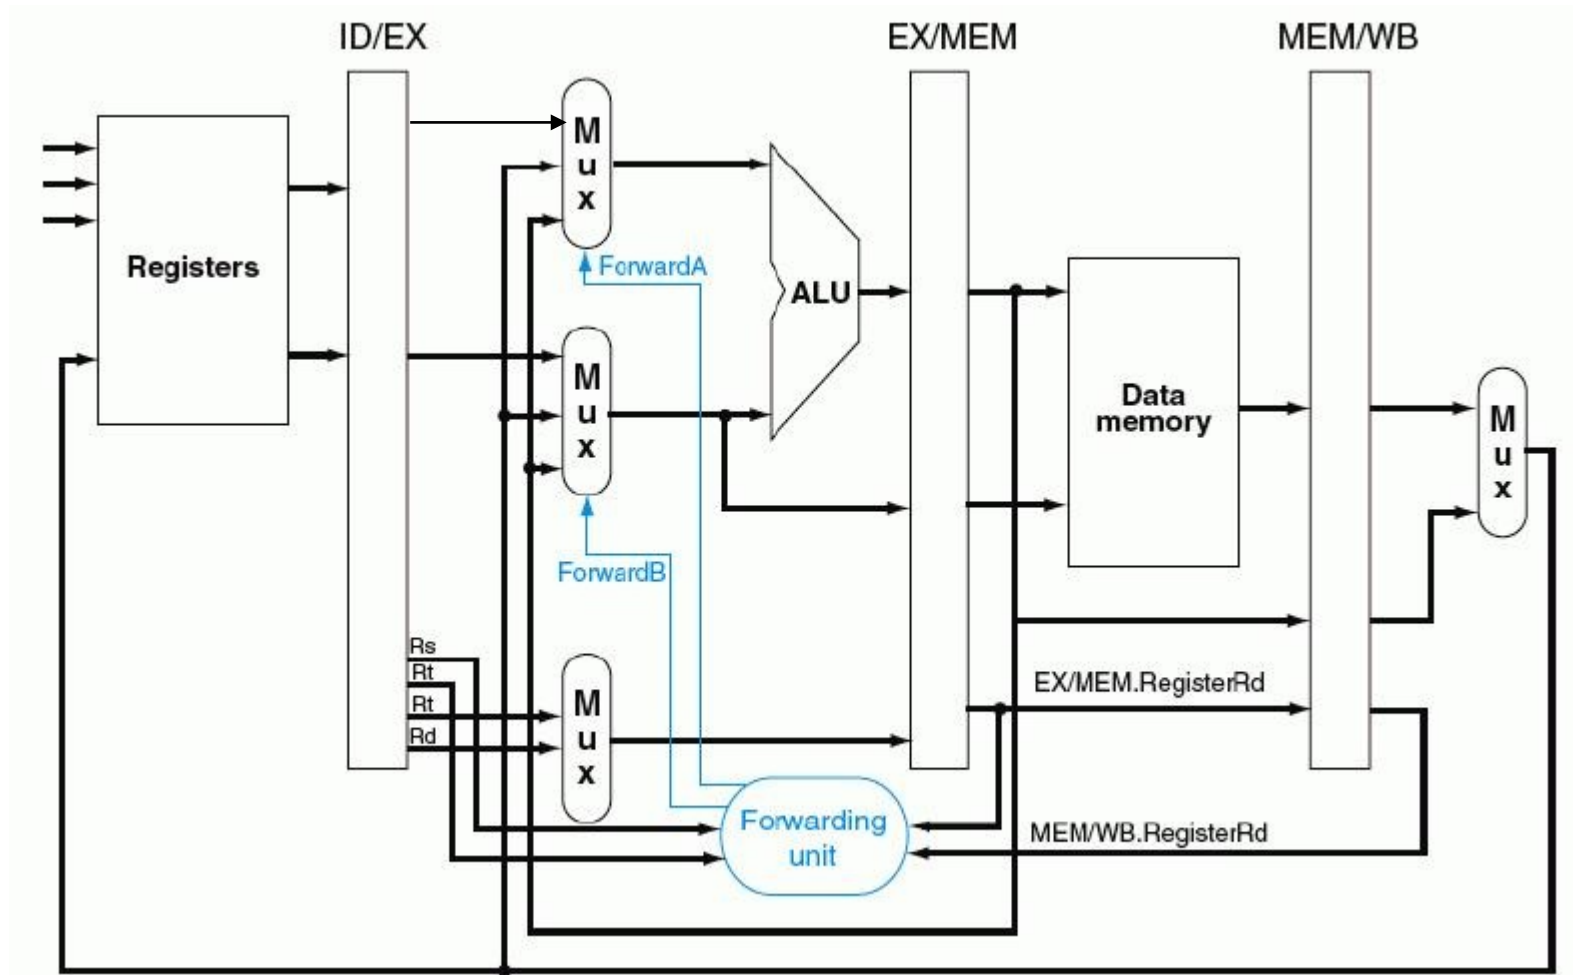 ID/EX
EX/MEM
MEM/WB
M
u
x
Registers
ForwardA
ALU
M
u
x
Data
memory
M
u
x
ForwardB
Rs
Rt
Rt
Rd
M
u
x
EX/MEM.RegisterRd
Forwarding
unit
MEM/WB.RegisterRd